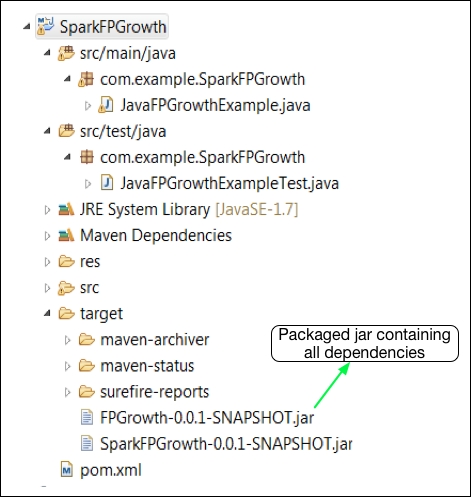 SparkFPGrowth
src/main/java
com.example.SparkFPGrowth
JavaFPGrowthExample.java
src/test/java
com.example.SparkFPGrowth
JavaFPGrowthExampleTest.java
JRE System Library [JavaSE-1.7]
Maven Dependencies
res
src
target
Packaged jar containing
all dependencies
maven-archiver
maven-status
surefire-reports
FPGrowth-0.0.1-SNAPSHOT.jar
SparkFPGrowth-0.0.1-SNAPSHOT.jar
pom.xml